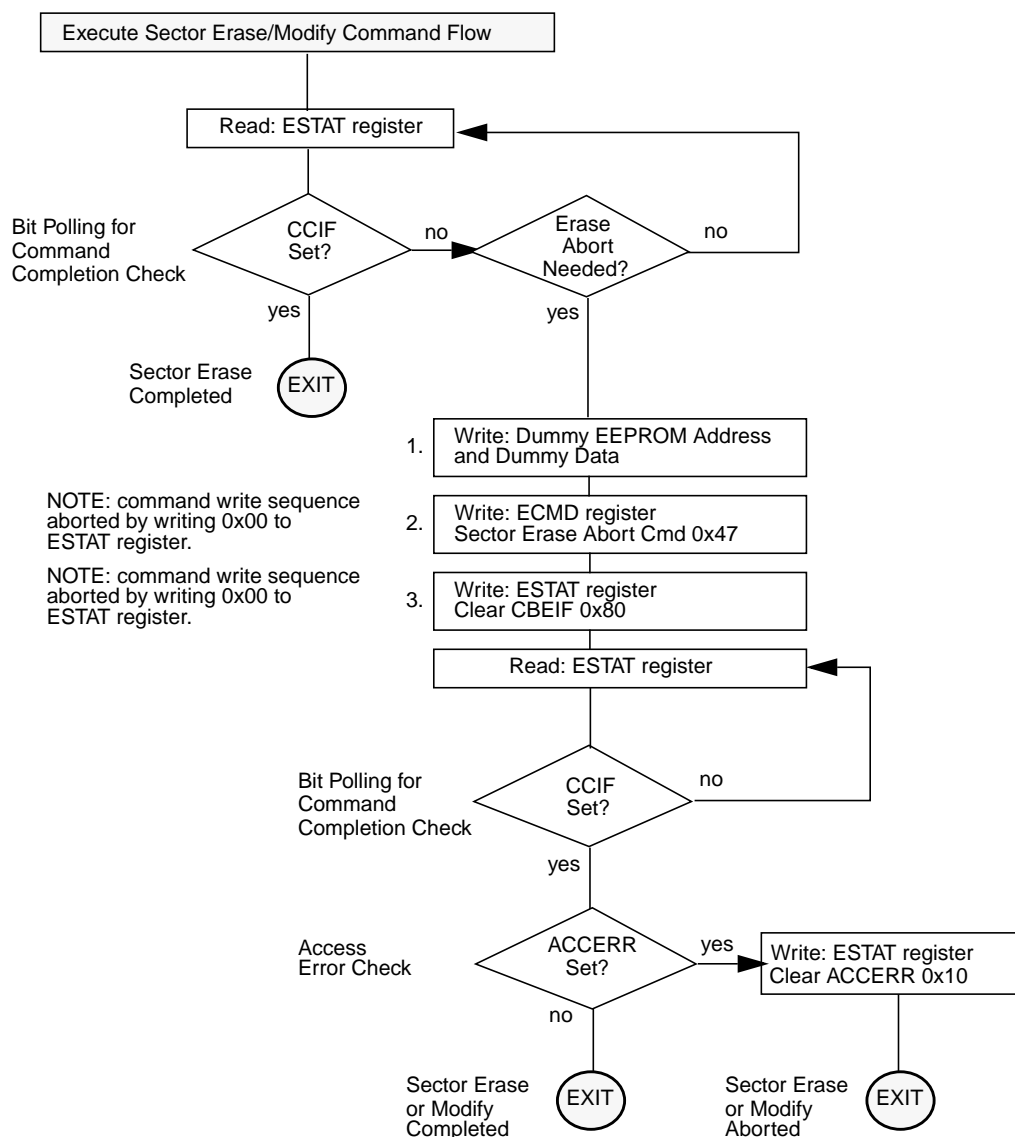 Execute Sector Erase/Modify Command Flow
Read: ESTAT register
Bit Polling for
Command
Completion Check
CCIF
Set?
no
Erase
Abort
Needed?
no
yes
yes
Sector Erase
Completed
EXIT
1.
Write: Dummy EEPROM Address
and Dummy Data
NOTE: command write sequence
aborted by writing 0x00 to
ESTAT register.
2.
Write: ECMD register
Sector Erase Abort Cmd 0x47
NOTE: command write sequence
aborted by writing 0x00 to
ESTAT register.
3.
Write: ESTAT register
Clear CBEIF 0x80
Read: ESTAT register
Bit Polling for
Command
Completion Check
CCIF
Set?
no
yes
Access
Error Check
ACCERR
Set?
yes
Write: ESTAT register
Clear ACCERR 0x10
no
Sector Erase
or Modify
Completed
EXIT
Sector Erase
or Modify
Aborted
EXIT